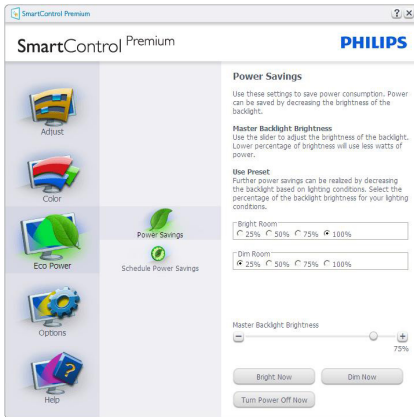 SmartControl Premium
SmartControl Premium
PHILIPS
Adjust
Color
Eco Power
Options
Help
Power Savings
Schedule Power Savings
Power Savings
Use these settings to save power consumption. Power
can be saved by decreasing the brightness of the
backlight.
Master Backlight Brightness
Use the slider to adjust the brightness of the backlight.
Lower percentage of brightness will use less watts of
power.
Use Preset
Further power savings can be realized by decreasing
the backlight based on lighting conditions. Select the
percentage of the backlight brightness for your lighting
conditions.
Bright Room
25% 50% 75% 100%
Dim Room
25% 50% 75% 100%
Master Backlight Brightness
75%
Bright Now Dim Now
Turn Power Off Now